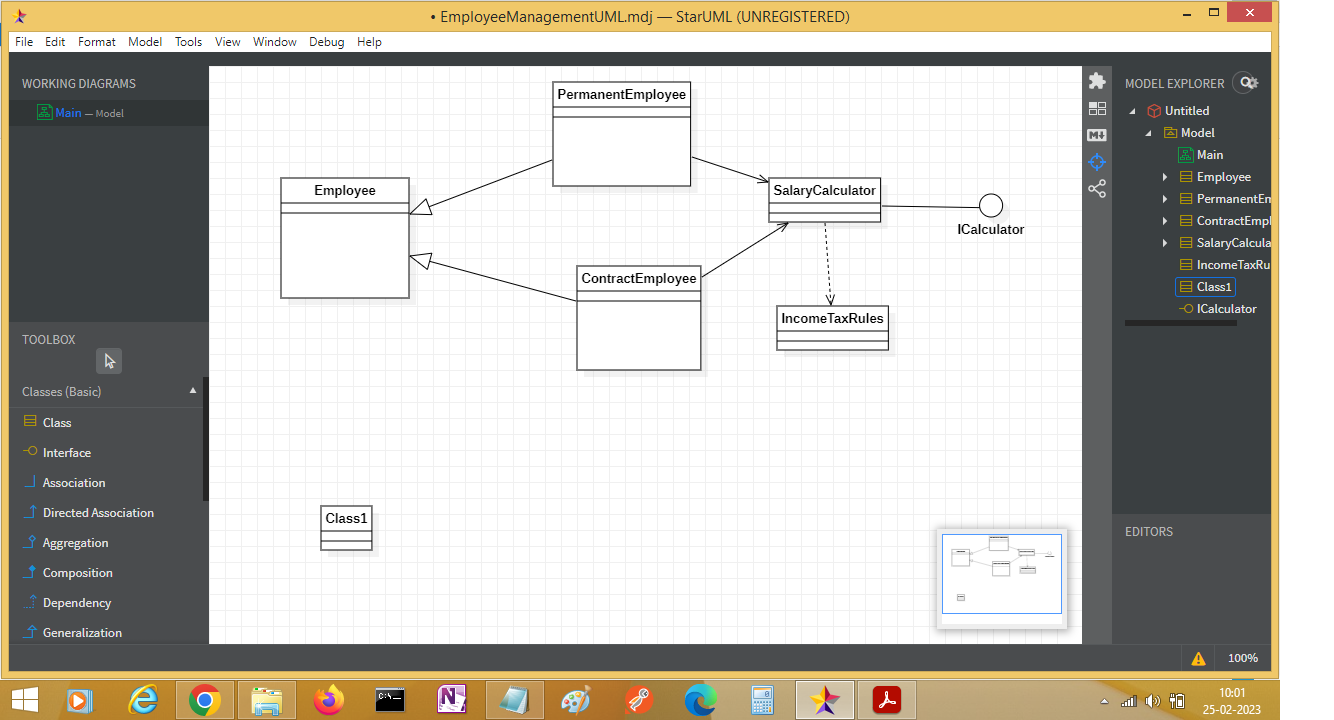 • EmployeeManagementUML.mdj — StarUML (UNREGISTERED)
File Edit Format Model Tools View Window Debug Help
WORKING DIAGRAMS
Main — Model
TOOLBOX
Classes (Basic)
Class
Interface
Association
Directed Association
Aggregation
Composition
Dependency
Generalization
PermanentEmployee
Employee
SalaryCalculator
ICalculator
ContractEmployee
IncomeTaxRules
Class1
MODEL EXPLORER
Untitled
Model
Main
Employee
PermanentEm
ContractEmpl
SalaryCalcula
IncomeTaxRu
Class1
ICalculator
EDITORS
100%
10:01
25-02-2023